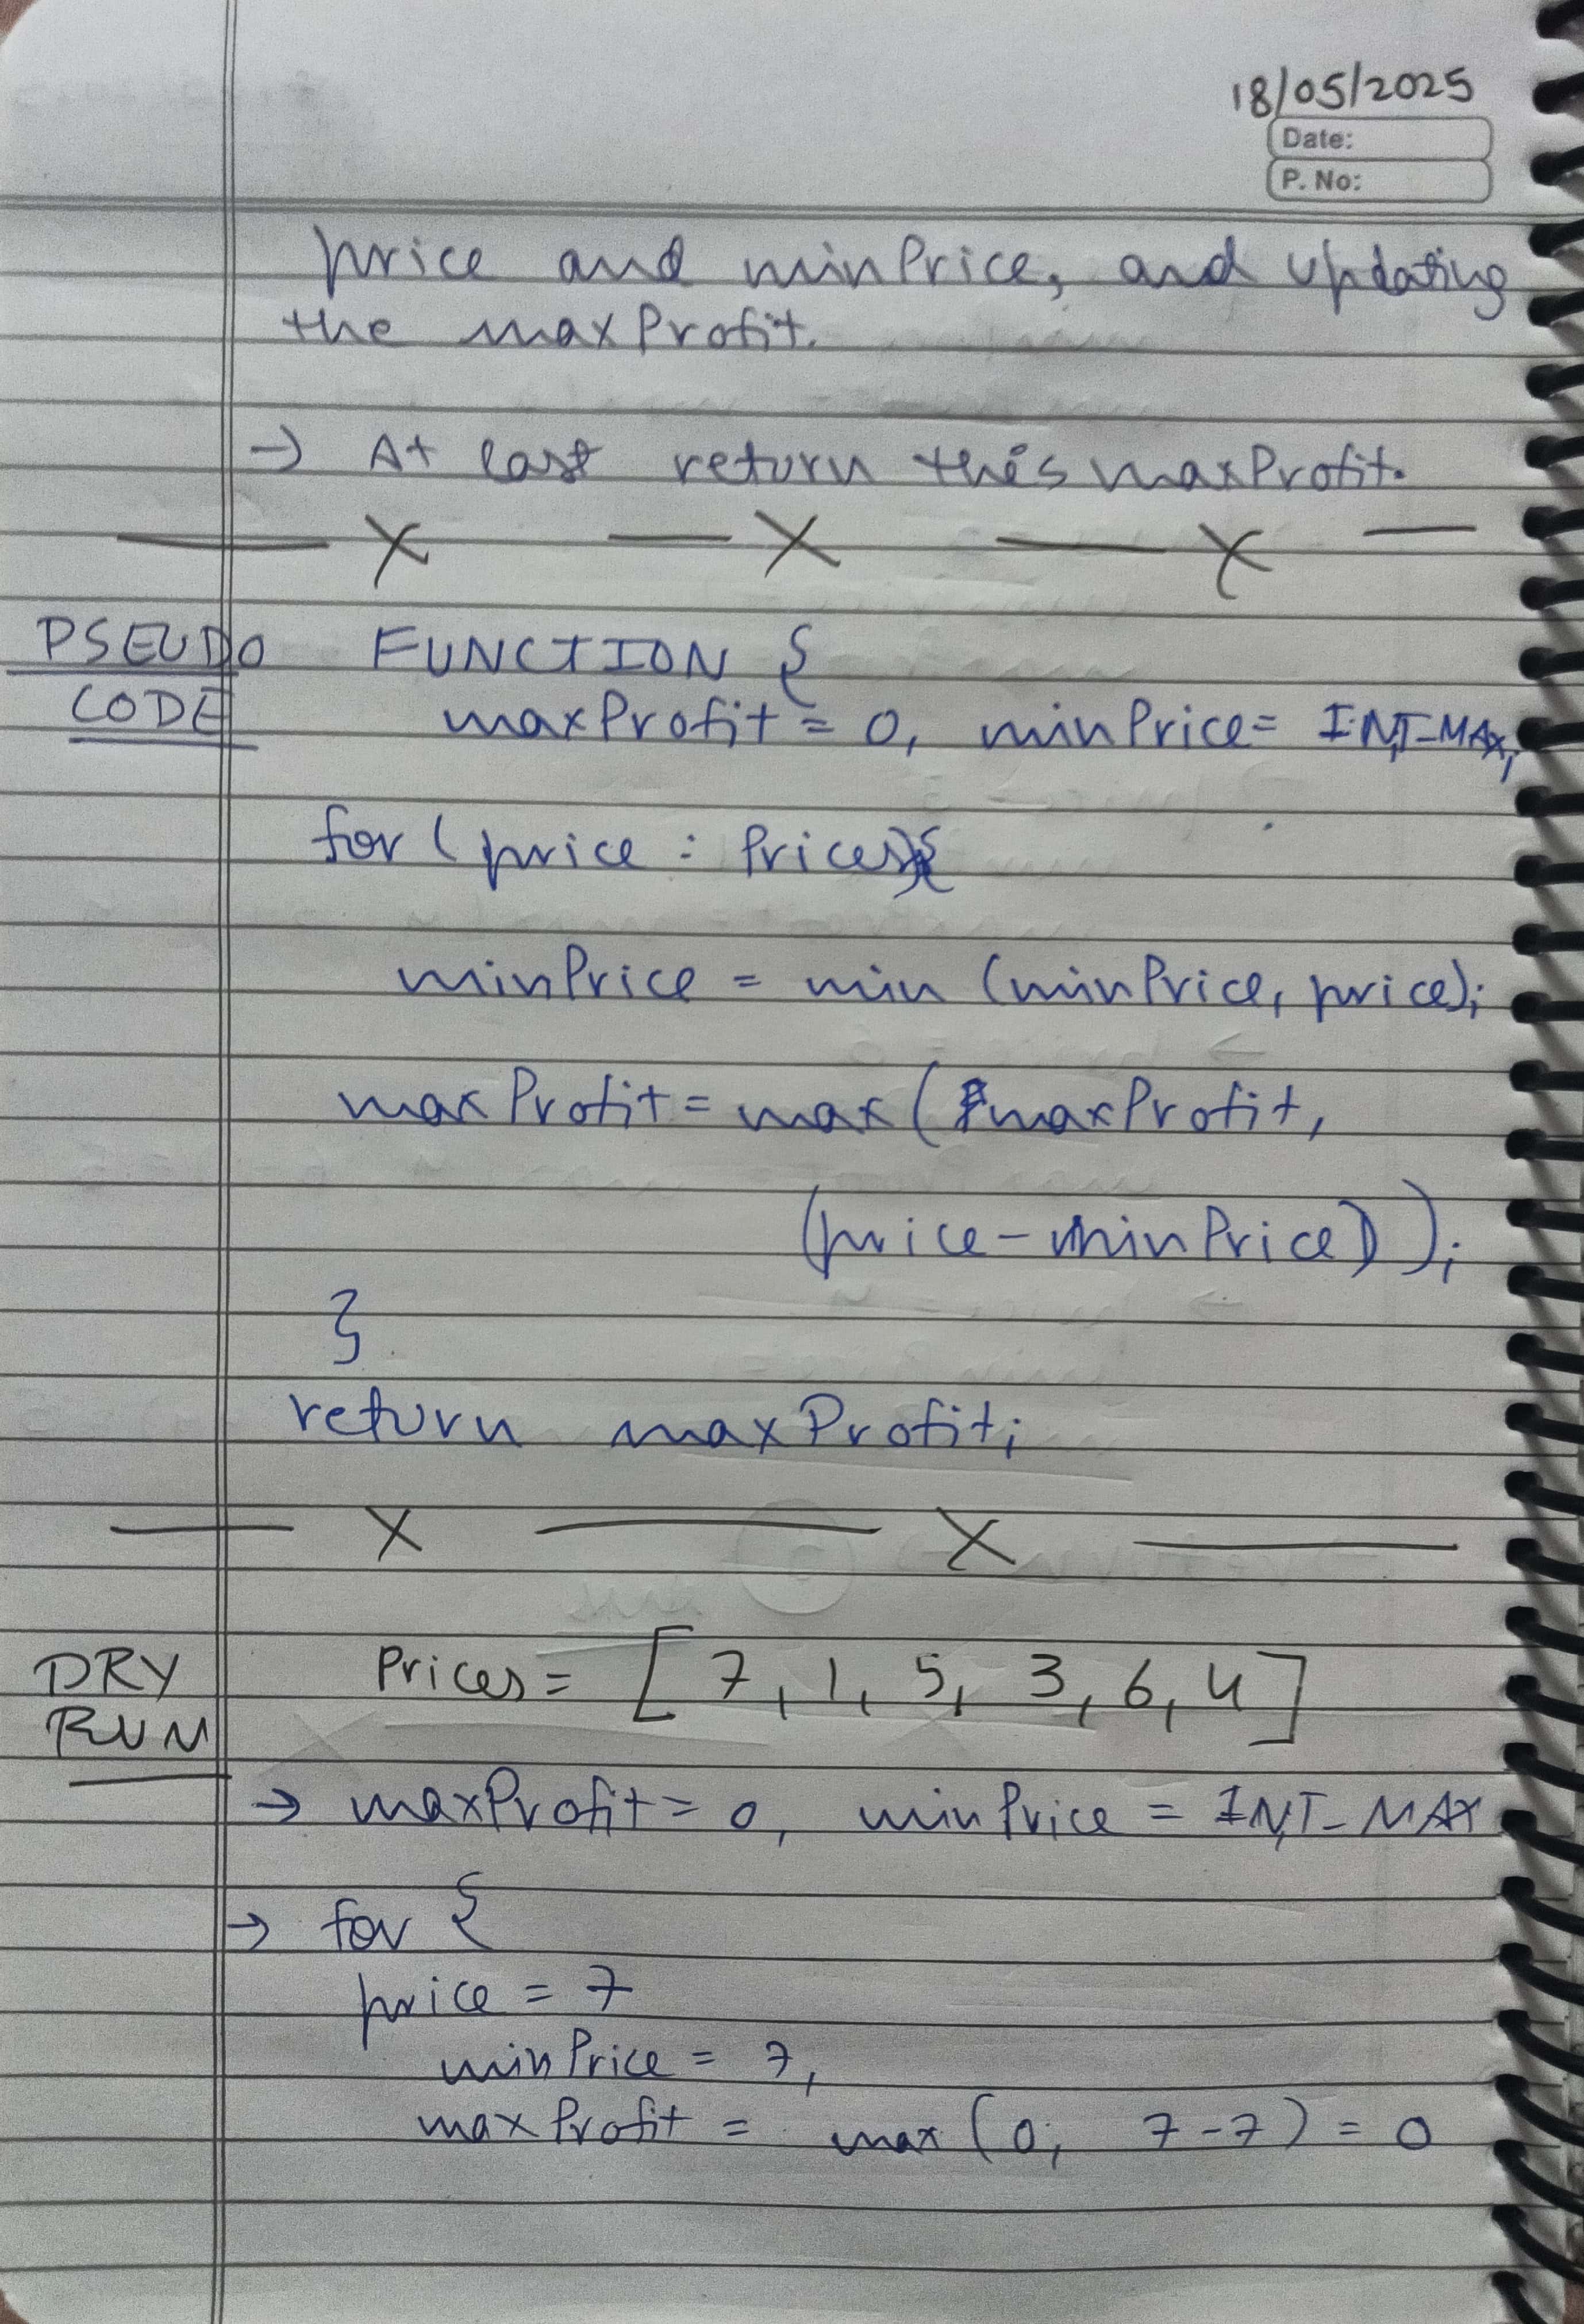 18/05/2025
Date:
P. No:
price and minPrice, and updating
the maxProfit.
→ At last return this maxProfit.
— X — X — X —
PSEUDO FUNCTION {
CODE maxProfit = 0, minPrice = INT_MAX,
for (price : Prices){
minPrice = min (minPrice, price);
maxProfit = max (maxProfit,
(price - minPrice));
}
return maxProfit;
— X — X —
DRY Prices = [7, 1, 5, 3, 6, 4]
RUN
→ maxProfit = 0, minPrice = INT_MAX
→ for {
price = 7
minPrice = 7,
maxProfit = max (0, 7-7) = 0